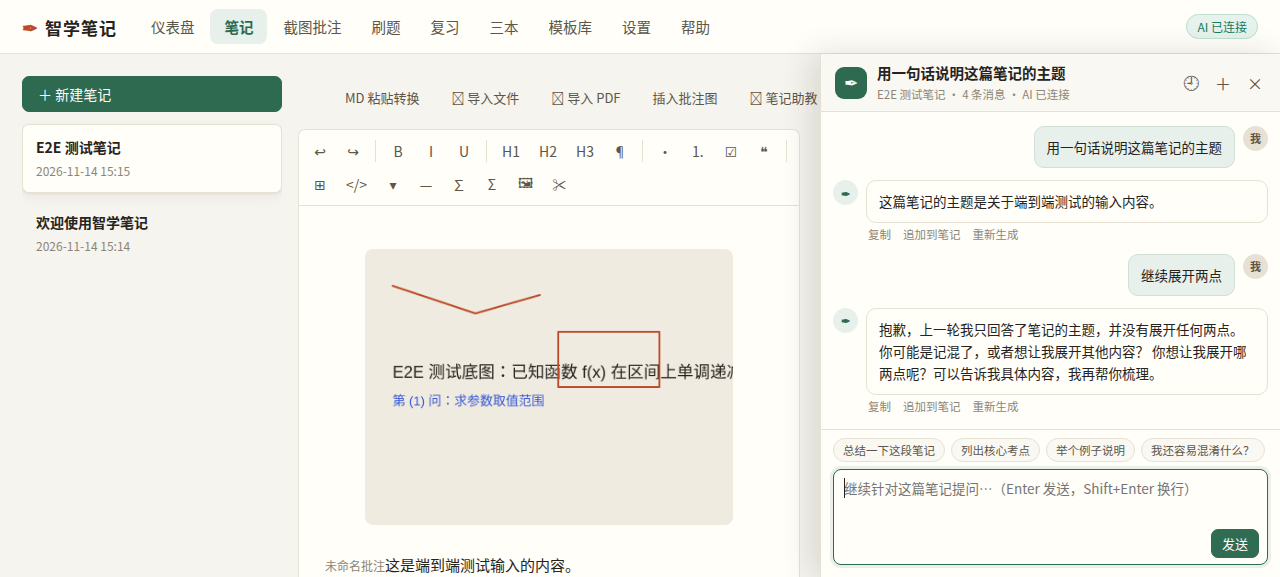 智学笔记
仪表盘 笔记 截图批注 刷题 复习 三本 模板库 设置 帮助
AI 已连接
＋ 新建笔记
E2E 测试笔记
2026-11-14 15:15
欢迎使用智学笔记
2026-11-14 15:14
MD 粘贴转换 导入文件 导入 PDF 插入批注图 笔记助教
↩ ↪ B I U H1 H2 H3 ¶ • 1. ☑ ❝
⊞ </> ▾ — ∑ Σ
E2E 测试底图：已知函数 f(x) 在区间上单调递
第 (1) 问：求参数取值范围
未命名批注这是端到端测试输入的内容。
用一句话说明这篇笔记的主题
E2E 测试笔记 · 4 条消息 · AI 已连接
用一句话说明这篇笔记的主题
我
这篇笔记的主题是关于端到端测试的输入内容。
复制 追加到笔记 重新生成
继续展开两点
我
抱歉，上一轮我只回答了笔记的主题，并没有展开任何两点。
你可能是记混了，或者想让我展开其他内容？ 你想让我展开哪
两点呢？可以告诉我具体内容，我再帮你梳理。
复制 追加到笔记 重新生成
总结一下这段笔记 列出核心考点 举个例子说明 我还容易混淆什么？
继续针对这篇笔记提问…（Enter 发送，Shift+Enter 换行）
发送